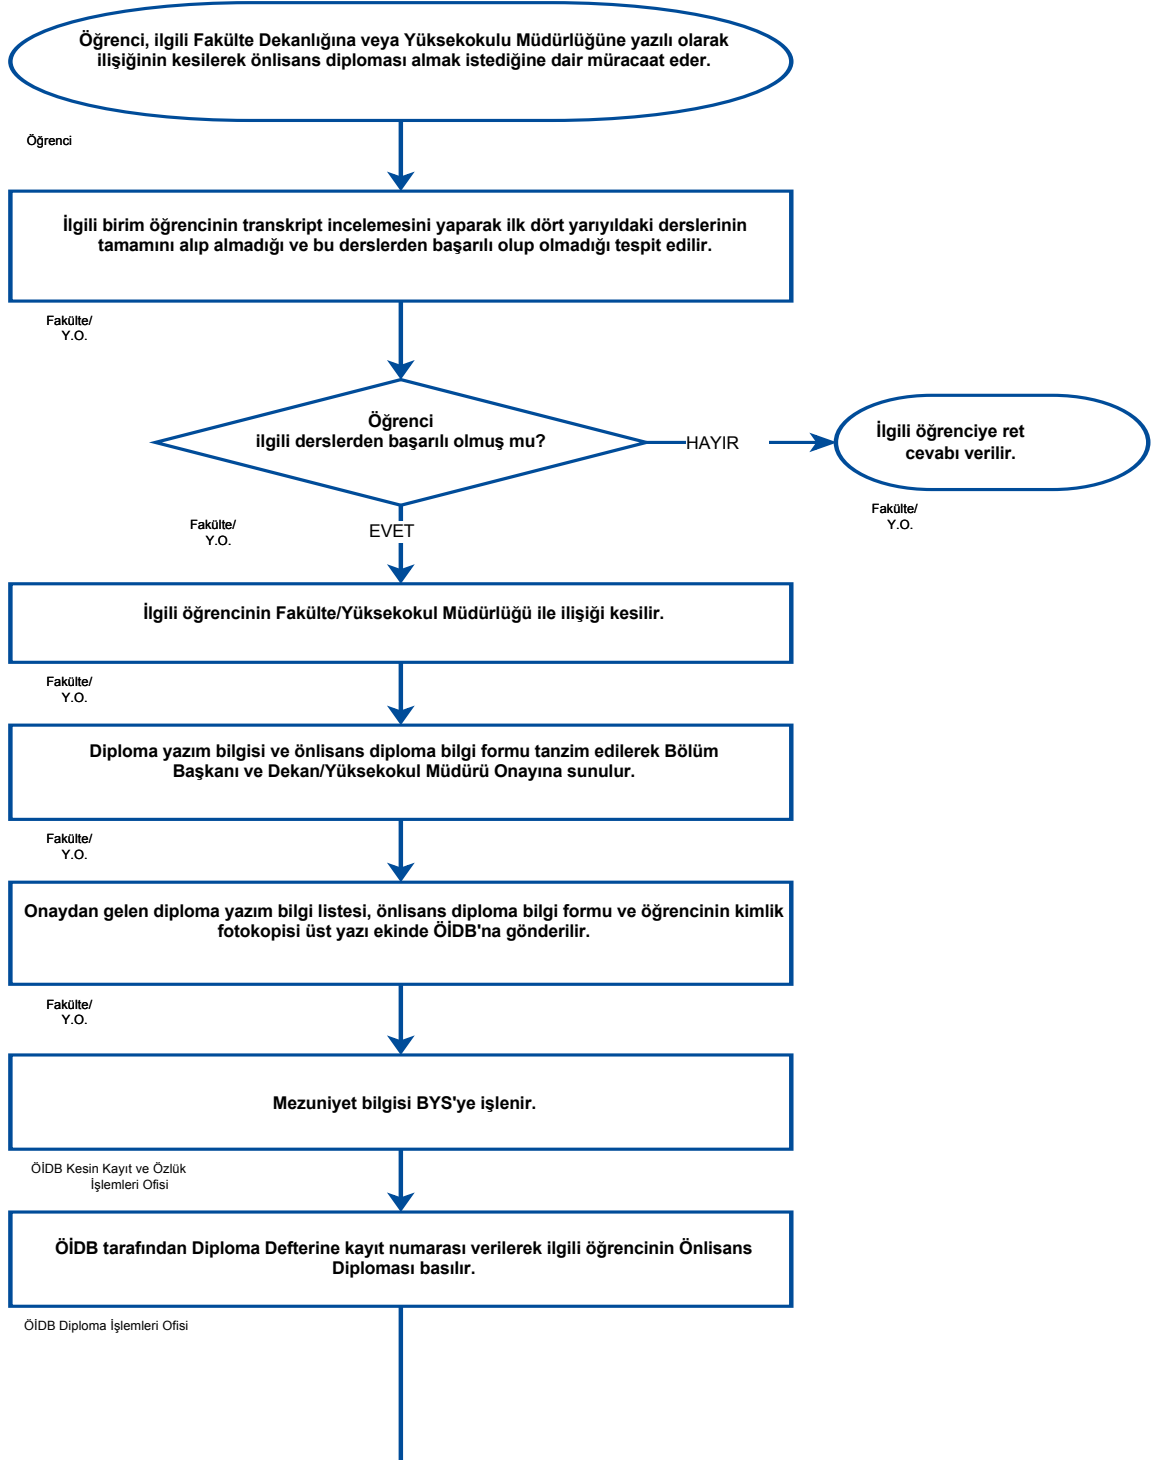 Öğrenci, ilgili Fakülte Dekanlığına veya Yüksekokulu Müdürlüğüne yazılı olarak
ilişiğinin kesilerek önlisans diploması almak istediğine dair müracaat eder.
Öğrenci
İlgili birim öğrencinin transkript incelemesini yaparak ilk dört yarıyıldaki derslerinin
tamamını alıp almadığı ve bu derslerden başarılı olup olmadığı tespit edilir.
Fakülte/
Y.O.
Öğrenci
ilgili derslerden başarılı olmuş mu?
HAYIR
İlgili öğrenciye ret
cevabı verilir.
Fakülte/
Y.O.
Fakülte/
Y.O.
EVET
İlgili öğrencinin Fakülte/Yüksekokul Müdürlüğü ile ilişiği kesilir.
Fakülte/
Y.O.
Diploma yazım bilgisi ve önlisans diploma bilgi formu tanzim edilerek Bölüm
Başkanı ve Dekan/Yüksekokul Müdürü Onayına sunulur.
Fakülte/
Y.O.
Onaydan gelen diploma yazım bilgi listesi, önlisans diploma bilgi formu ve öğrencinin kimlik
fotokopisi üst yazı ekinde ÖİDB'na gönderilir.
Fakülte/
Y.O.
Mezuniyet bilgisi BYS'ye işlenir.
ÖİDB Kesin Kayıt ve Özlük
İşlemleri Ofisi
ÖİDB tarafından Diploma Defterine kayıt numarası verilerek ilgili öğrencinin Önlisans
Diploması basılır.
ÖİDB Diploma İşlemleri Ofisi